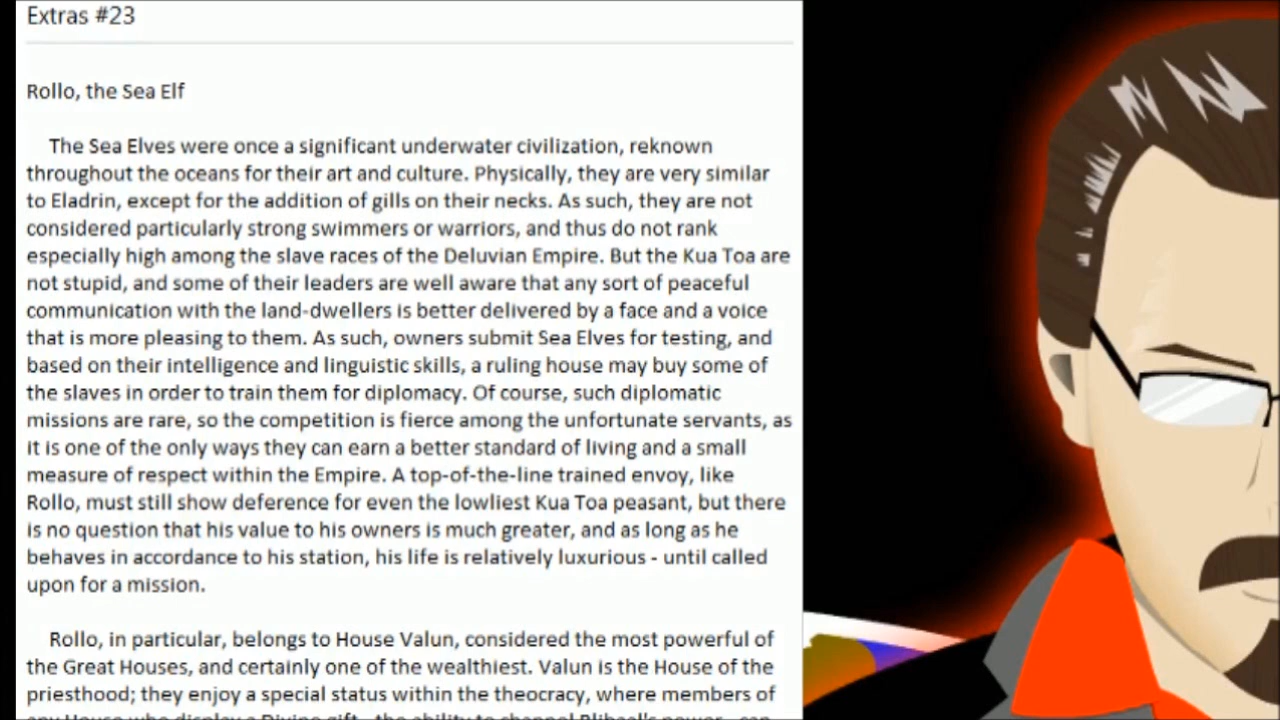 Extras #23
Rollo, the Sea Elf
The Sea Elves were once a significant underwater civilization, reknown
throughout the oceans for their art and culture. Physically, they are very similar
to Eladrin, except for the addition of gills on their necks. As such, they are not
considered particularly strong swimmers or warriors, and thus do not rank
especially high among the slave races of the Deluvian Empire. But the Kua Toa are
not stupid, and some of their leaders are well aware that any sort of peaceful
communication with the land-dwellers is better delivered by a face and a voice
that is more pleasing to them. As such, owners submit Sea Elves for testing, and
based on their intelligence and linguistic skills, a ruling house may buy some of
the slaves in order to train them for diplomacy. Of course, such diplomatic
missions are rare, so the competition is fierce among the unfortunate servants, as
it is one of the only ways they can earn a better standard of living and a small
measure of respect within the Empire. A top-of-the-line trained envoy, like
Rollo, must still show deference for even the lowliest Kua Toa peasant, but there
is no question that his value to his owners is much greater, and as long as he
behaves in accordance to his station, his life is relatively luxurious - until called
upon for a mission.
Rollo, in particular, belongs to House Valun, considered the most powerful of
the Great Houses, and certainly one of the wealthiest. Valun is the House of the
priesthood; they enjoy a special status within the theocracy, where members of
any House who display a Divine gift - the ability to channel Blibael's power - can